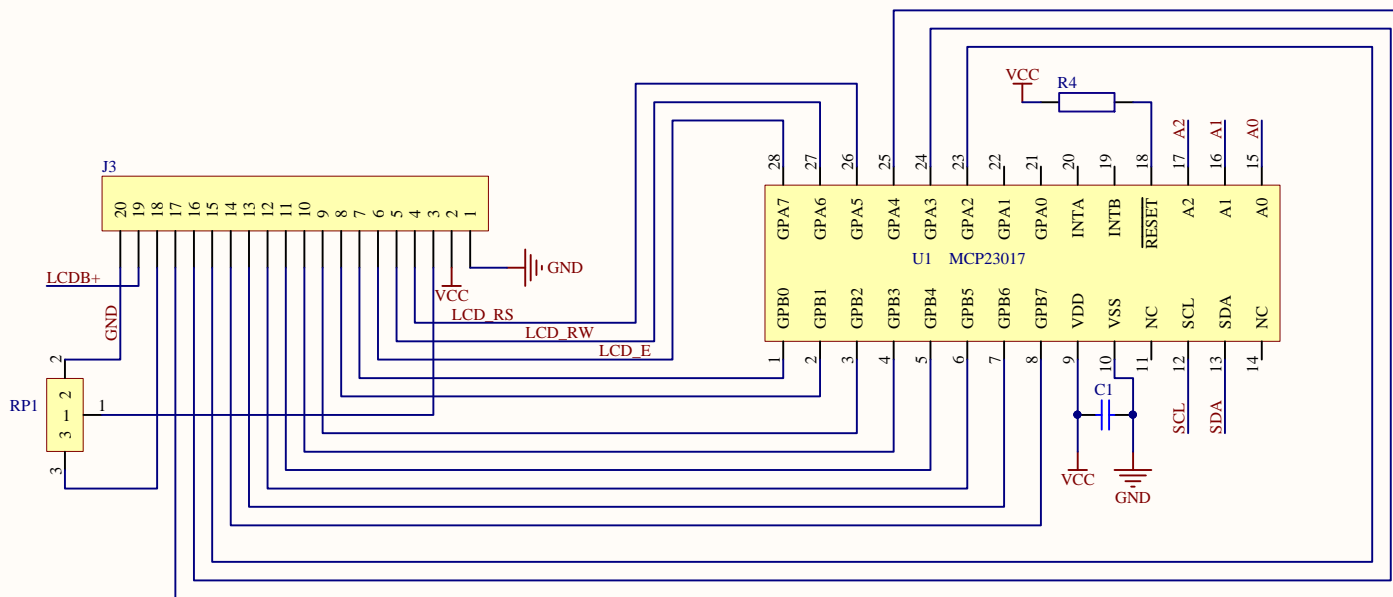 VCC
R4
A2
A1
A0
28
27
26
25
24
23
22
21
20
19
18
17
16
15
J3
20
19
18
17
16
15
14
13
12
11
10
9
8
7
6
5
4
3
2
1
GPA7
GPA6
GPA5
GPA4
GPA3
GPA2
GPA1
GPA0
INTA
INTB
RESET
A2
A1
A0
U1 MCP23017
GND
LCDB+
VCC
GND
LCD_RS
LCD_RW
LCD_E
GPB0
GPB1
GPB2
GPB3
GPB4
GPB5
GPB6
GPB7
VDD
VSS
NC
SCL
SDA
NC
1
2
3
4
5
6
7
8
9
10
11
12
13
14
2
RP1
2
1
3
1
3
C1
SCL
SDA
VCC
GND